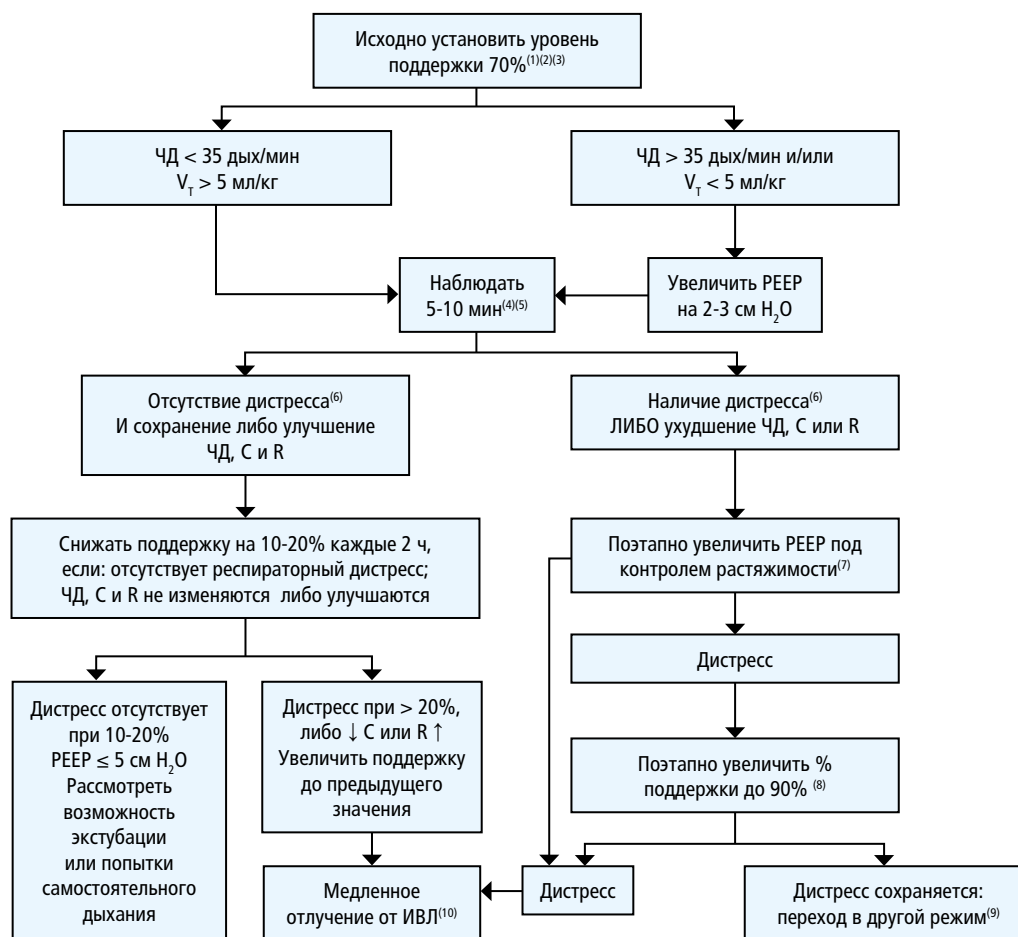 Исходно установить уровень
поддержки 70%(1)(2)(3)
ЧД < 35 дых/мин
VT > 5 мл/кг
ЧД > 35 дых/мин и/или
VT < 5 мл/кг
Наблюдать
5-10 мин(4)(5)
Увеличить PEEP
на 2-3 см H2O
Отсутствие дистресса(6)
И сохранение либо улучшение
ЧД, С и R
Наличие дистресса(6)
ЛИБО ухудшение ЧД, С или R
Снижать поддержку на 10-20% каждые 2 ч,
если: отсутствует респираторный дистресс;
ЧД, С и R не изменяются либо улучшаются
Поэтапно увеличить PEEP под
контролем растяжимости(7)
Дистресс
Дистресс отсутствует
при 10-20%
PEEP ≤ 5 см H2O
Рассмотреть
возможность
экстубации
или попытки
самостоятельного
дыхания
Дистресс при > 20%,
либо ↓ С или R ↑
Увеличить поддержку
до предыдущего
значения
Поэтапно увеличить %
поддержки до 90% (8)
Медленное
отлучение от ИВЛ(10)
Дистресс
Дистресс сохраняется:
переход в другой режим(9)